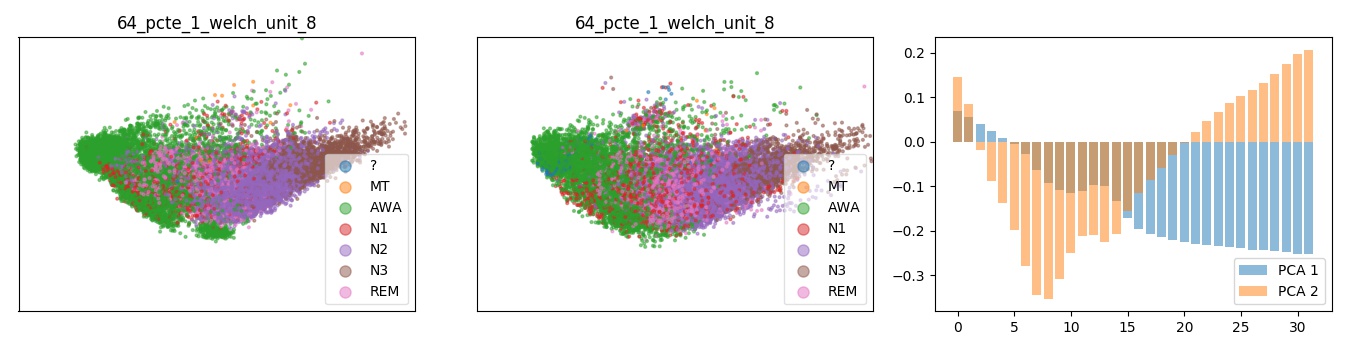 64_pcte_1_welch_unit_8
?
MT
AWA
N1
N2
N3
REM
64_pcte_1_welch_unit_8
?
MT
AWA
N1
N2
N3
REM
0.2
0.1
0.0
−0.1
−0.2
−0.3
0 5 10 15 20 25 30
PCA 1
PCA 2